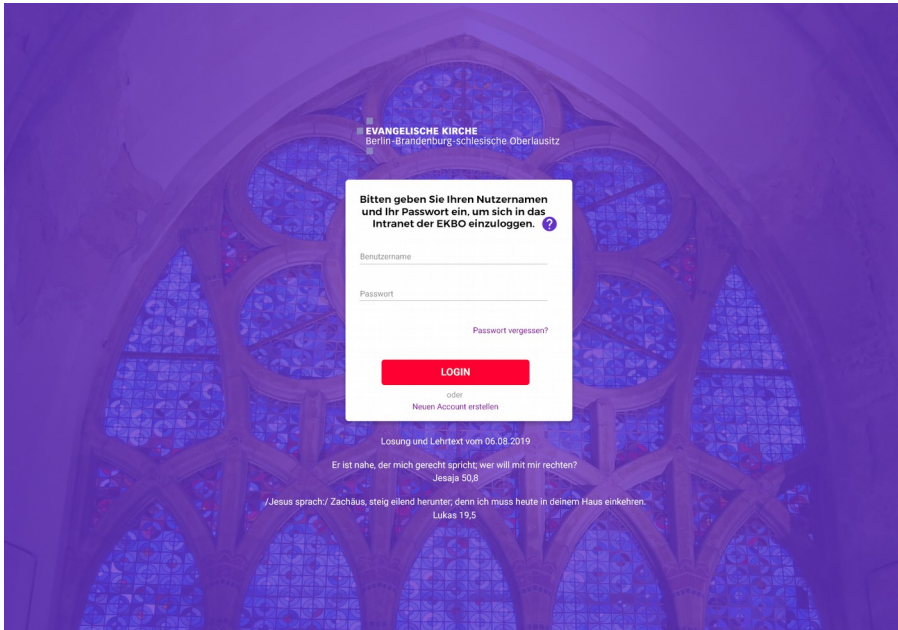 EVANGELISCHE KIRCHE
Berlin-Brandenburg-schlesische Oberlausitz
Bitten geben Sie Ihren Nutzernamen
und Ihr Passwort ein, um sich in das
Intranet der EKBO einzuloggen. ?
Benutzername
Passwort
Passwort vergessen?
LOGIN
oder
Neuen Account erstellen
Losung und Lehrtext vom 06.08.2019
Er ist nahe, der mich gerecht spricht; wer will mit mir rechten?
Jesaja 50,8
/Jesus sprach:/ Zachäus, steig eilend herunter; denn ich muss heute in deinem Haus einkehren.
Lukas 19,5